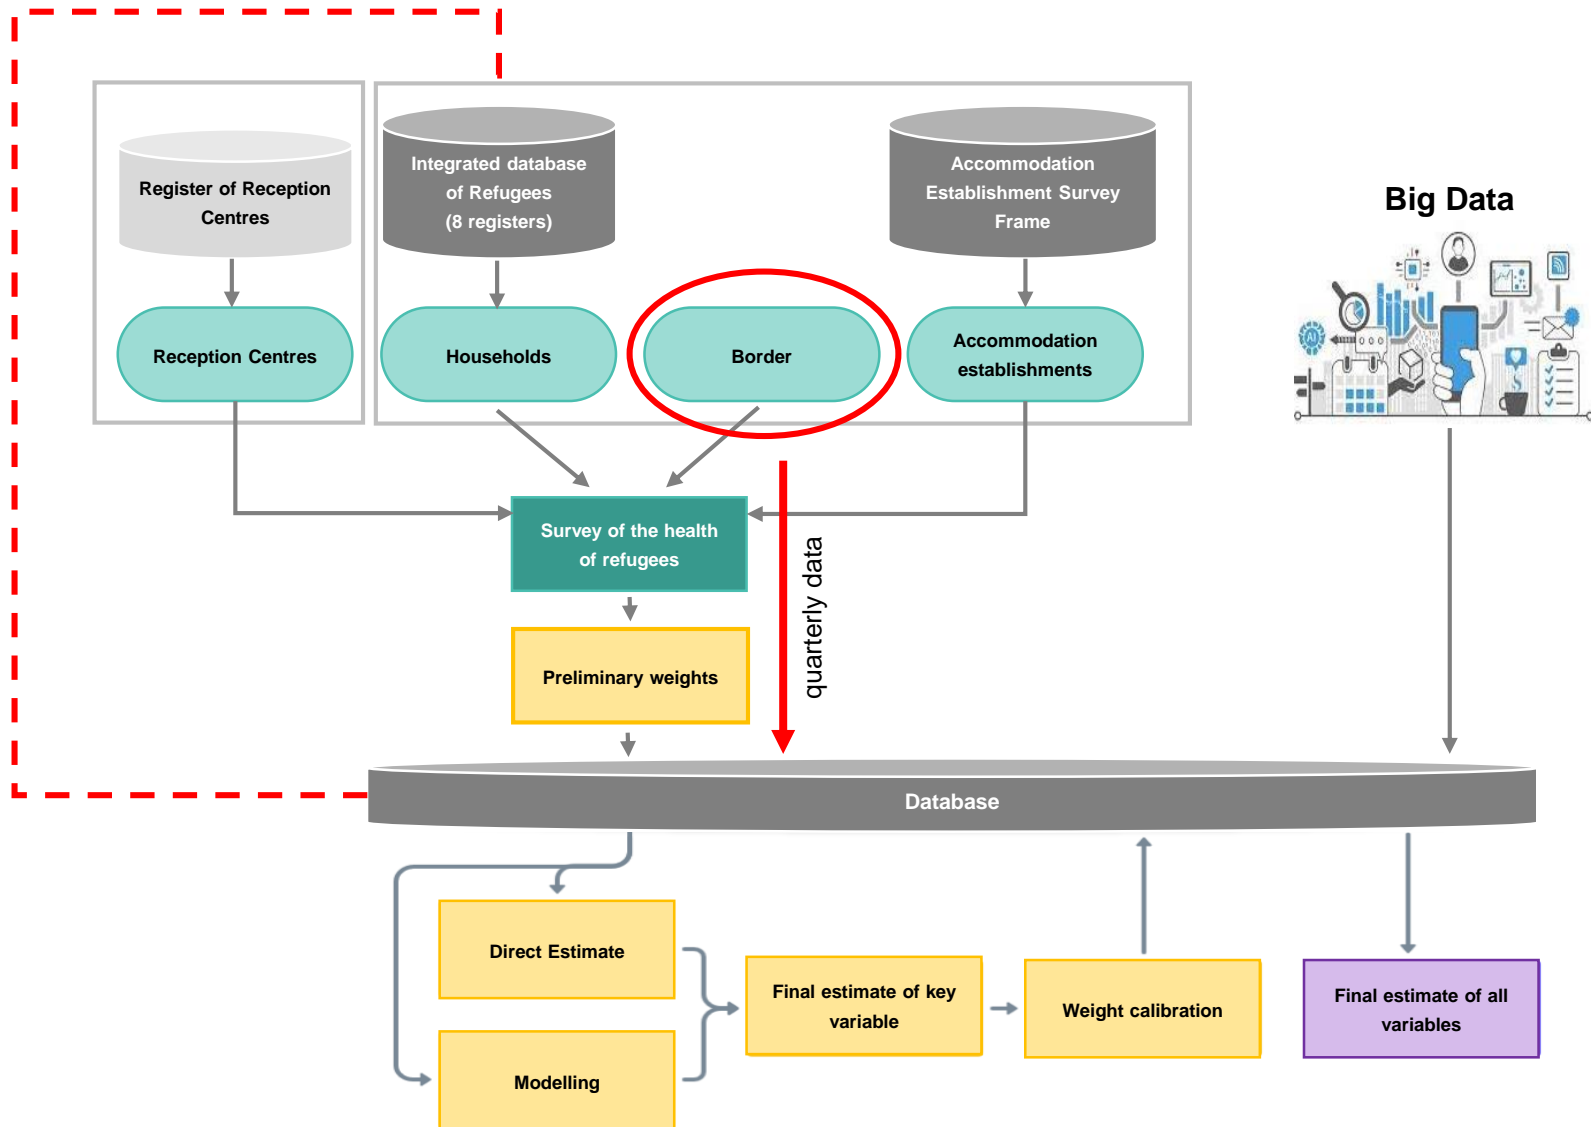 Register of Reception
Centres
Integrated database
of Refugees
(8 registers)
Accommodation
Establishment Survey
Frame
Big Data
AI
Reception Centres
Households
Border
Accommodation
establishments
Survey of the health
of refugees
quarterly data
Preliminary weights
Database
Direct Estimate
Modelling
Final estimate of key
variable
Weight calibration
Final estimate of all
variables